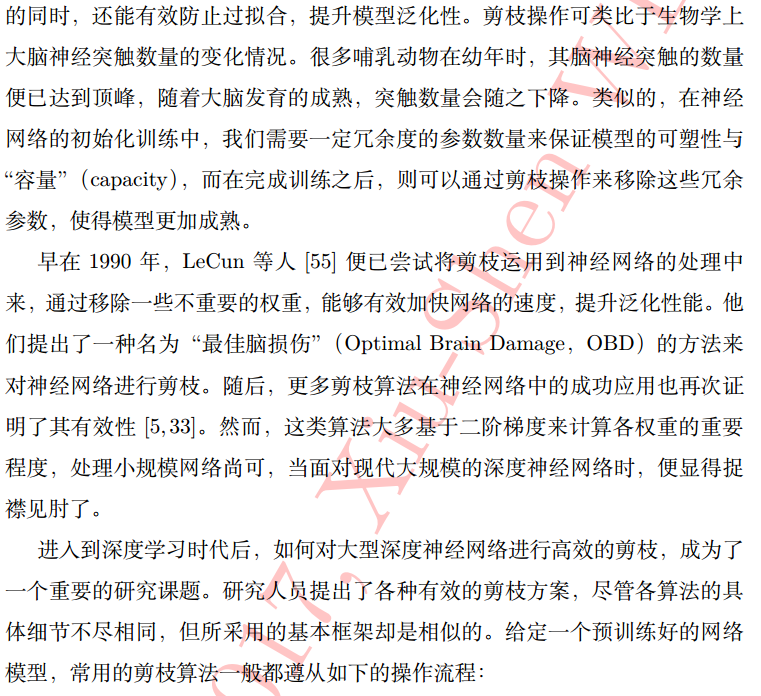 的同时，还能有效防止过拟合，提升模型泛化性。剪枝操作可类比于生物学上
大脑神经突触数量的变化情况。很多哺乳动物在幼年时，其脑神经突触的数量
便已达到顶峰，随着大脑发育的成熟，突触数量会随之下降。类似的，在神经
网络的初始化训练中，我们需要一定冗余度的参数数量来保证模型的可塑性与
“容量”（capacity），而在完成训练之后，则可以通过剪枝操作来移除这些冗余
参数，使得模型更加成熟。
早在 1990 年，LeCun 等人 [55] 便已尝试将剪枝运用到神经网络的处理中
来，通过移除一些不重要的权重，能够有效加快网络的速度，提升泛化性能。他
们提出了一种名为“最佳脑损伤”（Optimal Brain Damage，OBD）的方法来
对神经网络进行剪枝。随后，更多剪枝算法在神经网络中的成功应用也再次证
明了其有效性 [5,33]。然而，这类算法大多基于二阶梯度来计算各权重的重要
程度，处理小规模网络尚可，当面对现代大规模的深度神经网络时，便显得捉
襟见肘了。
进入到深度学习时代后，如何对大型深度神经网络进行高效的剪枝，成为了
一个重要的研究课题。研究人员提出了各种有效的剪枝方案，尽管各算法的具
体细节不尽相同，但所采用的基本框架却是相似的。给定一个预训练好的网络
模型，常用的剪枝算法一般都遵从如下的操作流程：
017, Xiu-Shen W